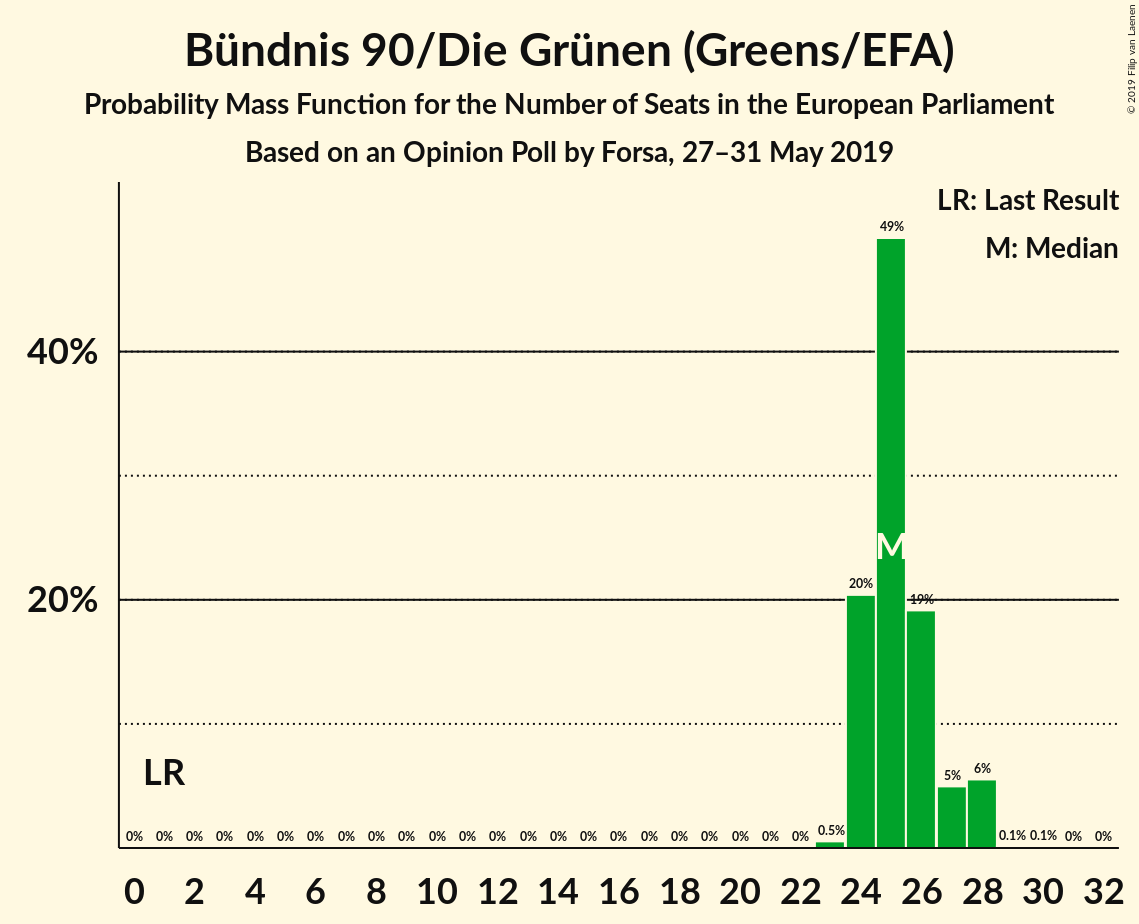 Bündnis 90/Die Grünen (Greens/EFA)
Probability Mass Function for the Number of Seats in the European Parliament
Based on an Opinion Poll by Forsa, 27–31 May 2019
© 2019 Filip van Laenen
LR: Last Result
M: Median
49%
40%
M
20%
20%
19%
LR
5%
6%
0% 0% 0% 0% 0% 0% 0% 0% 0% 0% 0% 0% 0% 0% 0% 0% 0% 0% 0% 0% 0% 0% 0% 0.5% 0.1% 0.1% 0% 0%
0 2 4 6 8 10 12 14 16 18 20 22 24 26 28 30 32